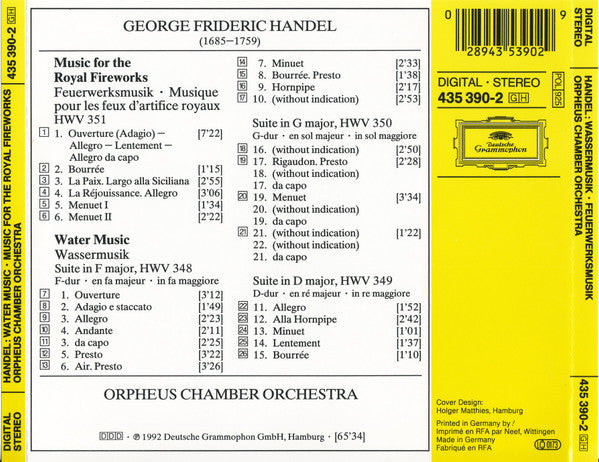 DIGITAL STEREO
HANDEL: WATER MUSIC · MUSIC FOR THE ROYAL FIREWORKS
ORPHEUS CHAMBER ORCHESTRA
435 390-2 GH
GEORGE FRIDERIC HANDEL
(1685–1759)
Music for the
Royal Fireworks
Feuerwerksmusik · Musique
pour les feux d'artifice royaux
HWV 351
1 1. Ouverture (Adagio) – [7'22]
Allegro – Lentement –
Allegro da capo
2 2. Bourrée [1'15]
3 3. La Paix. Largo alla Siciliana [2'55]
4 4. La Réjouissance. Allegro [3'06]
5 5. Menuet I [1'34]
6 6. Menuet II [2'22]
Water Music
Wassermusik
Suite in F major, HWV 348
F-dur · en fa majeur · in fa maggiore
7 1. Ouverture [3'12]
8 2. Adagio e staccato [1'49]
9 3. Allegro [2'23]
10 4. Andante [2'11]
11 3. da capo [2'25]
12 5. Presto [3'22]
13 6. Air. Presto [3'26]
14 7. Minuet [2'33]
15 8. Bourrée. Presto [1'38]
16 9. Hornpipe [2'17]
17 10. (without indication) [2'53]
Suite in G major, HWV 350
G-dur · en sol majeur · in sol maggiore
18 16. (without indication) [2'50]
19 17. Rigaudon. Presto [2'28]
18. (without indication)
17. da capo
20 19. Menuet [3'34]
20. (without indication)
19. da capo
21 21. (without indication) [1'22]
22. (without indication)
21. da capo
Suite in D major, HWV 349
D-dur · en ré majeur · in re maggiore
22 11. Allegro [1'52]
23 12. Alla Hornpipe [2'42]
24 13. Minuet [1'01]
25 14. Lentement [1'37]
26 15. Bourrée [1'10]
ORPHEUS CHAMBER ORCHESTRA
DDD · ℗ 1992 Deutsche Grammophon GmbH, Hamburg · [65'34]
0 28943 53902 9
DIGITAL · STEREO
435 390-2 GH
POL 925
Deutsche
Grammophon
Cover Design:
Holger Matthies, Hamburg
Printed in Germany by /
Imprimé en RFA par Neef, Wittingen
Made in Germany
Fabriqué en RFA
LC 0173
DIGITAL STEREO
HANDEL: WASSERMUSIK · FEUERWERKSMUSIK
ORPHEUS CHAMBER ORCHESTRA
435 390-2 GH